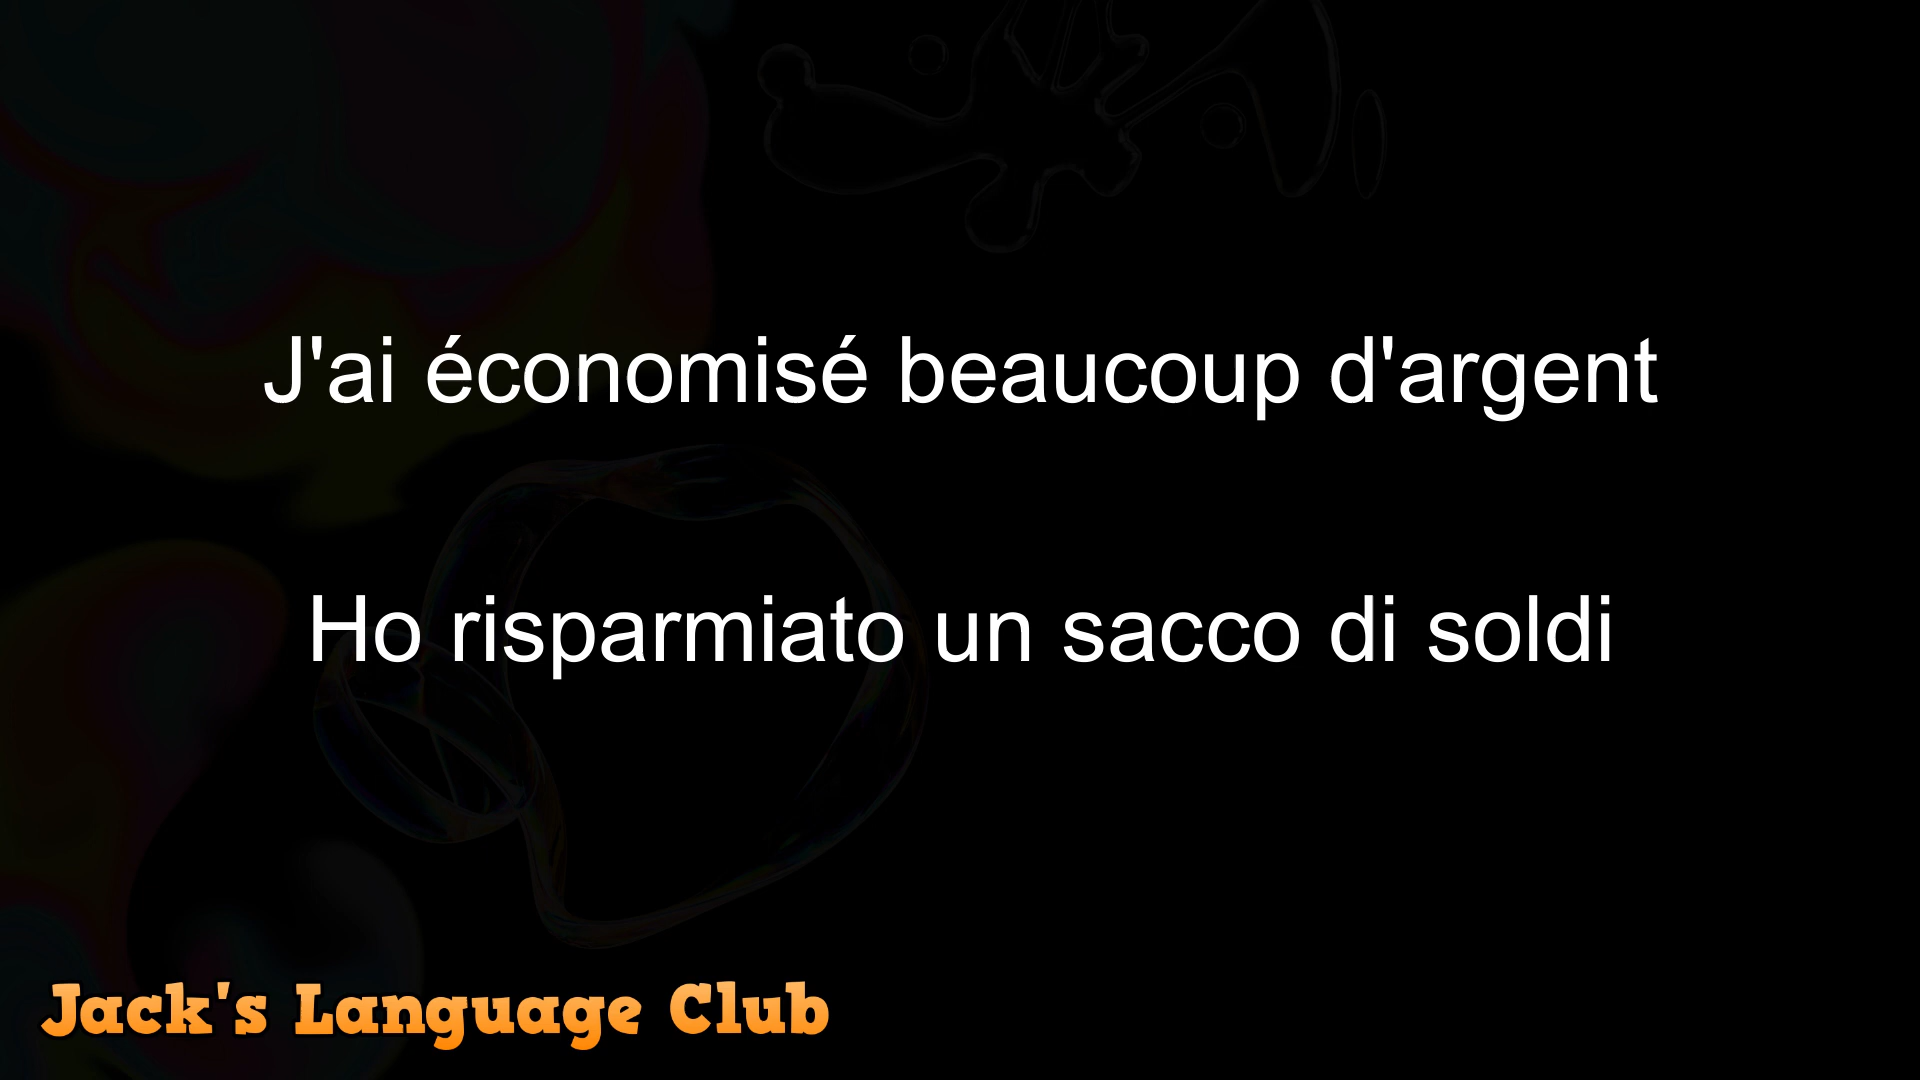 J'ai économisé beaucoup d'argent
Ho risparmiato un sacco di soldi
Jack's Language Club